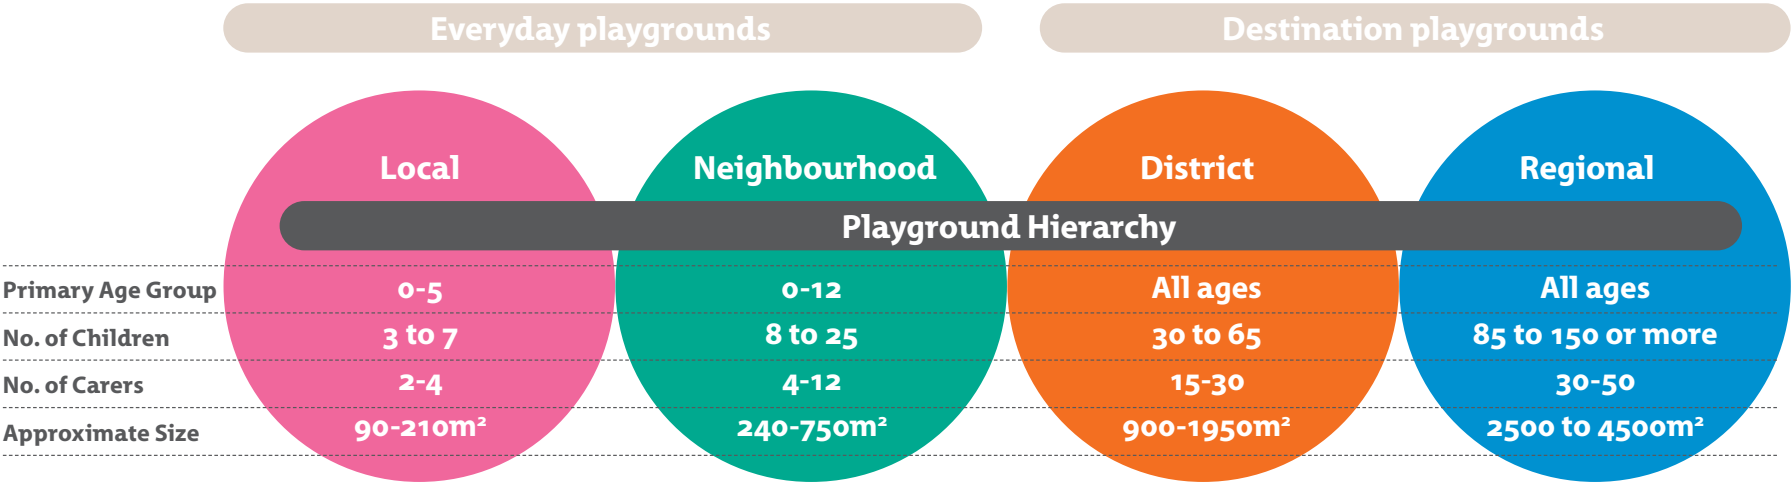 Everyday playgrounds Destination playgrounds
Local Neighbourhood District Regional
Playground Hierarchy
Primary Age Group 0-5 0-12 All ages All ages
No. of Children 3 to 7 8 to 25 30 to 65 85 to 150 or more
No. of Carers 2-4 4-12 15-30 30-50
Approximate Size 90-210m² 240-750m² 900-1950m² 2500 to 4500m²